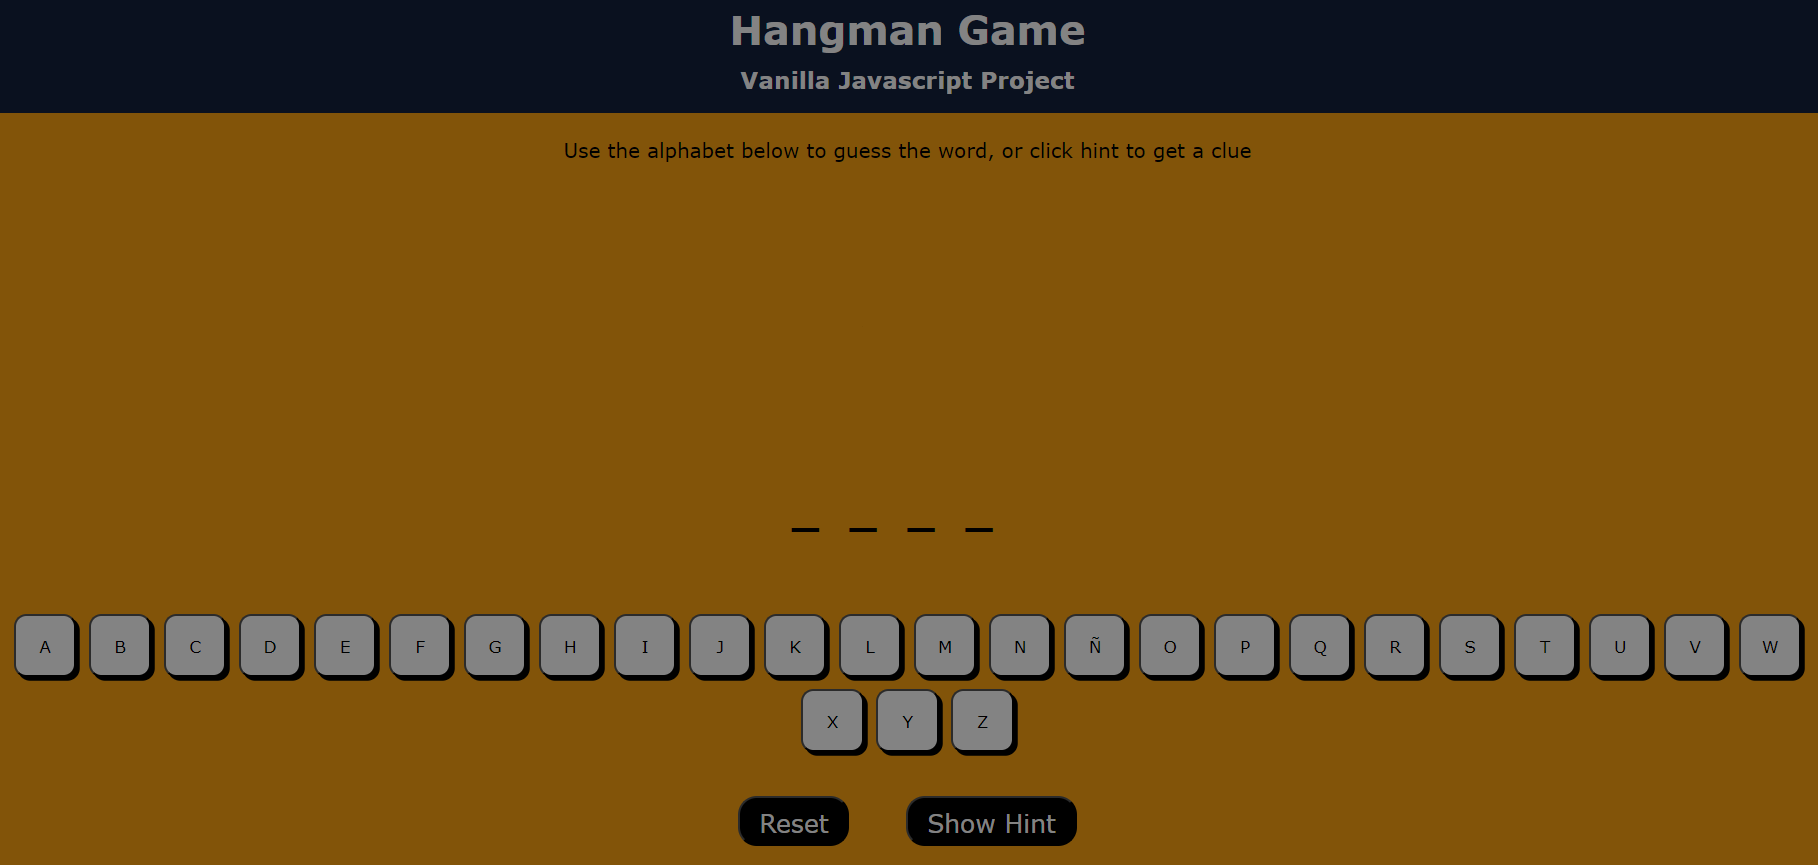 Hangman Game
Vanilla Javascript Project
Use the alphabet below to guess the word, or click hint to get a clue
_ _ _ _
A B C D E F G H I J K L M N Ñ O P Q R S T U V W
X Y Z
Reset Show Hint